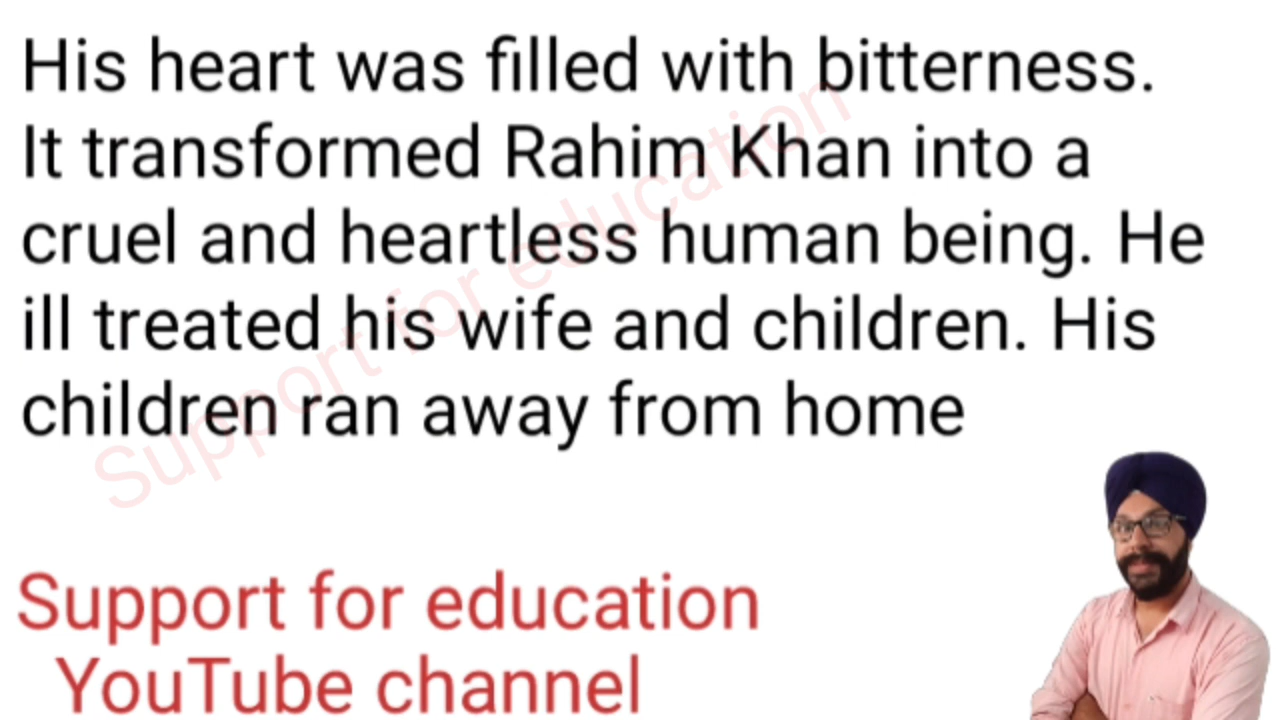 His heart was filled with bitterness.
It transformed Rahim Khan into a
cruel and heartless human being. He
ill treated his wife and children. His
children ran away from home
Support for education
Support for education
YouTube channel